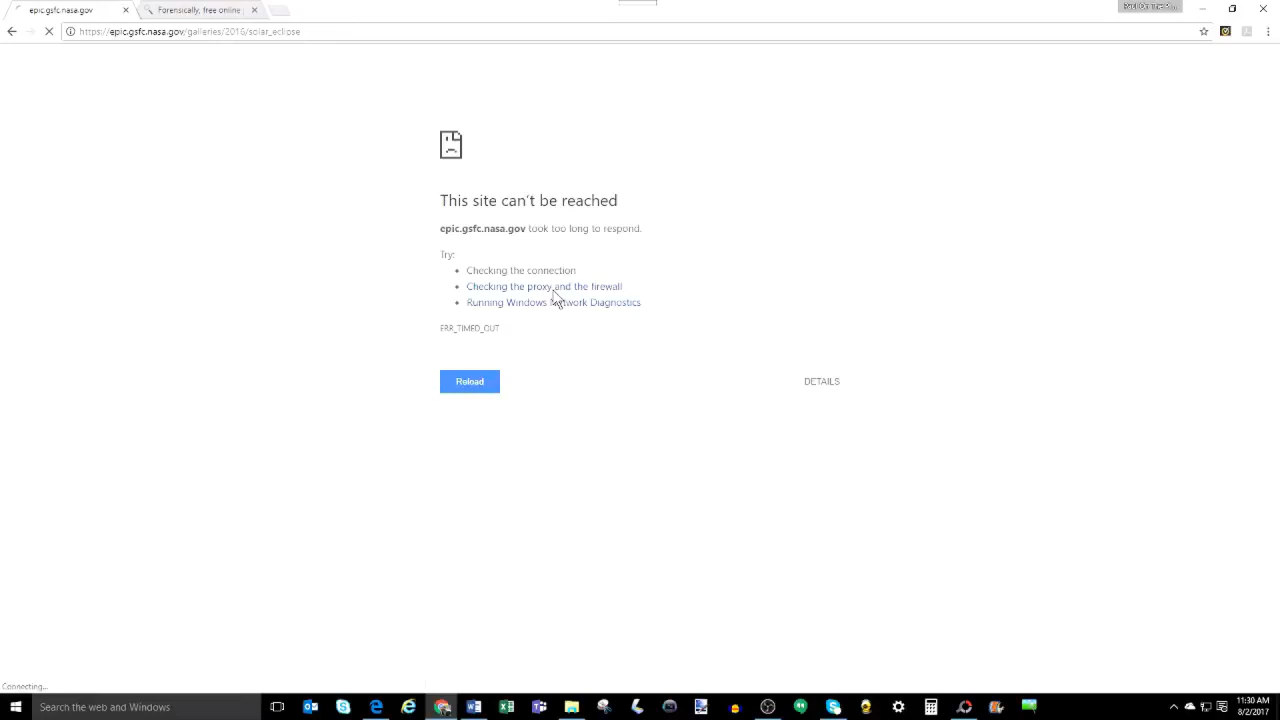 epic.gsfc.nasa.gov
Forensically, free online
https://epic.gsfc.nasa.gov/galleries/2016/solar_eclipse
This site can't be reached
epic.gsfc.nasa.gov took too long to respond.
Try:
Checking the connection
Checking the proxy and the firewall
Running Windows Network Diagnostics
ERR_TIMED_OUT
Reload
DETAILS
Connecting...
Search the web and Windows
11:30 AM
8/2/2017